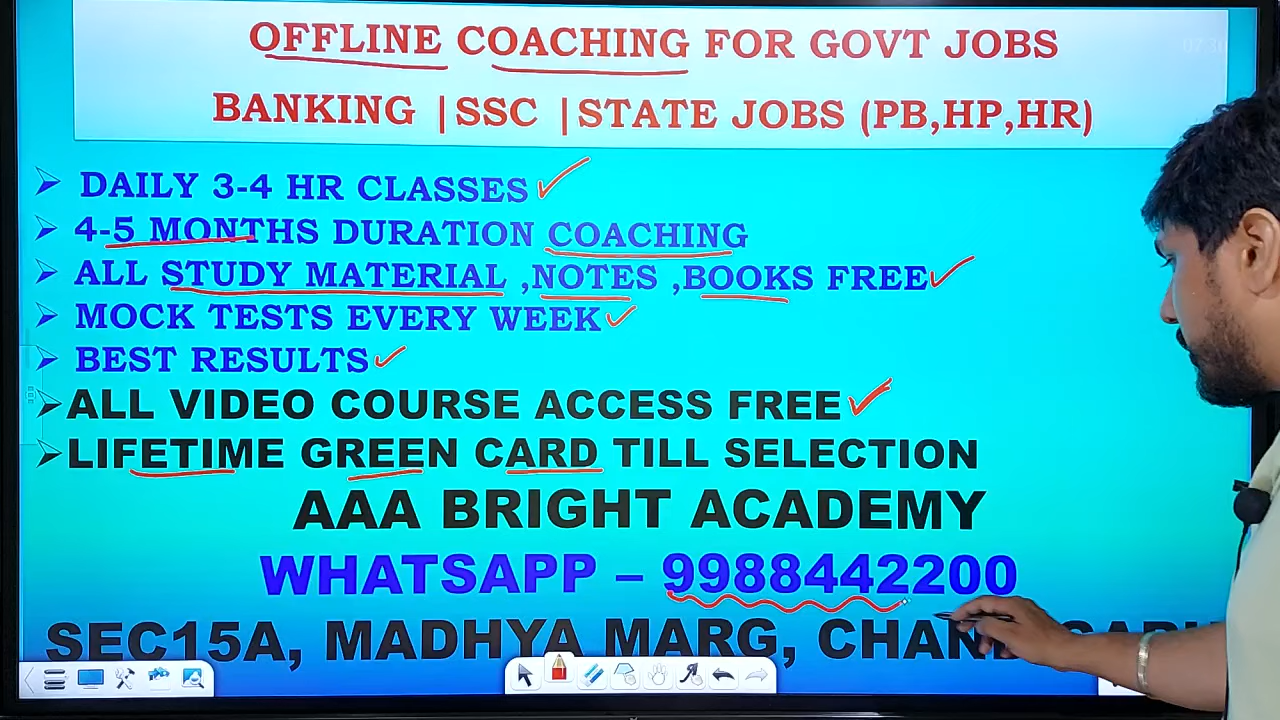 OFFLINE COACHING FOR GOVT JOBS
07:30
BANKING |SSC |STATE JOBS (PB,HP,HR)
DAILY 3-4 HR CLASSES
4-5 MONTHS DURATION COACHING
ALL STUDY MATERIAL ,NOTES ,BOOKS FREE
MOCK TESTS EVERY WEEK
BEST RESULTS
ALL VIDEO COURSE ACCESS FREE
LIFETIME GREEN CARD TILL SELECTION
AAA BRIGHT ACADEMY
WHATSAPP – 9988442200
SEC15A, MADHYA MARG,